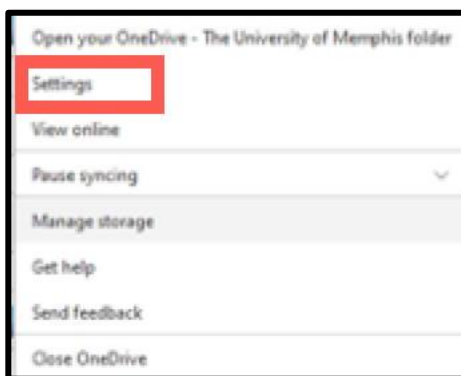 Open your OneDrive - The University of Memphis folder
Settings
View online
Pause syncing
Manage storage
Get help
Send feedback
Close OneDrive